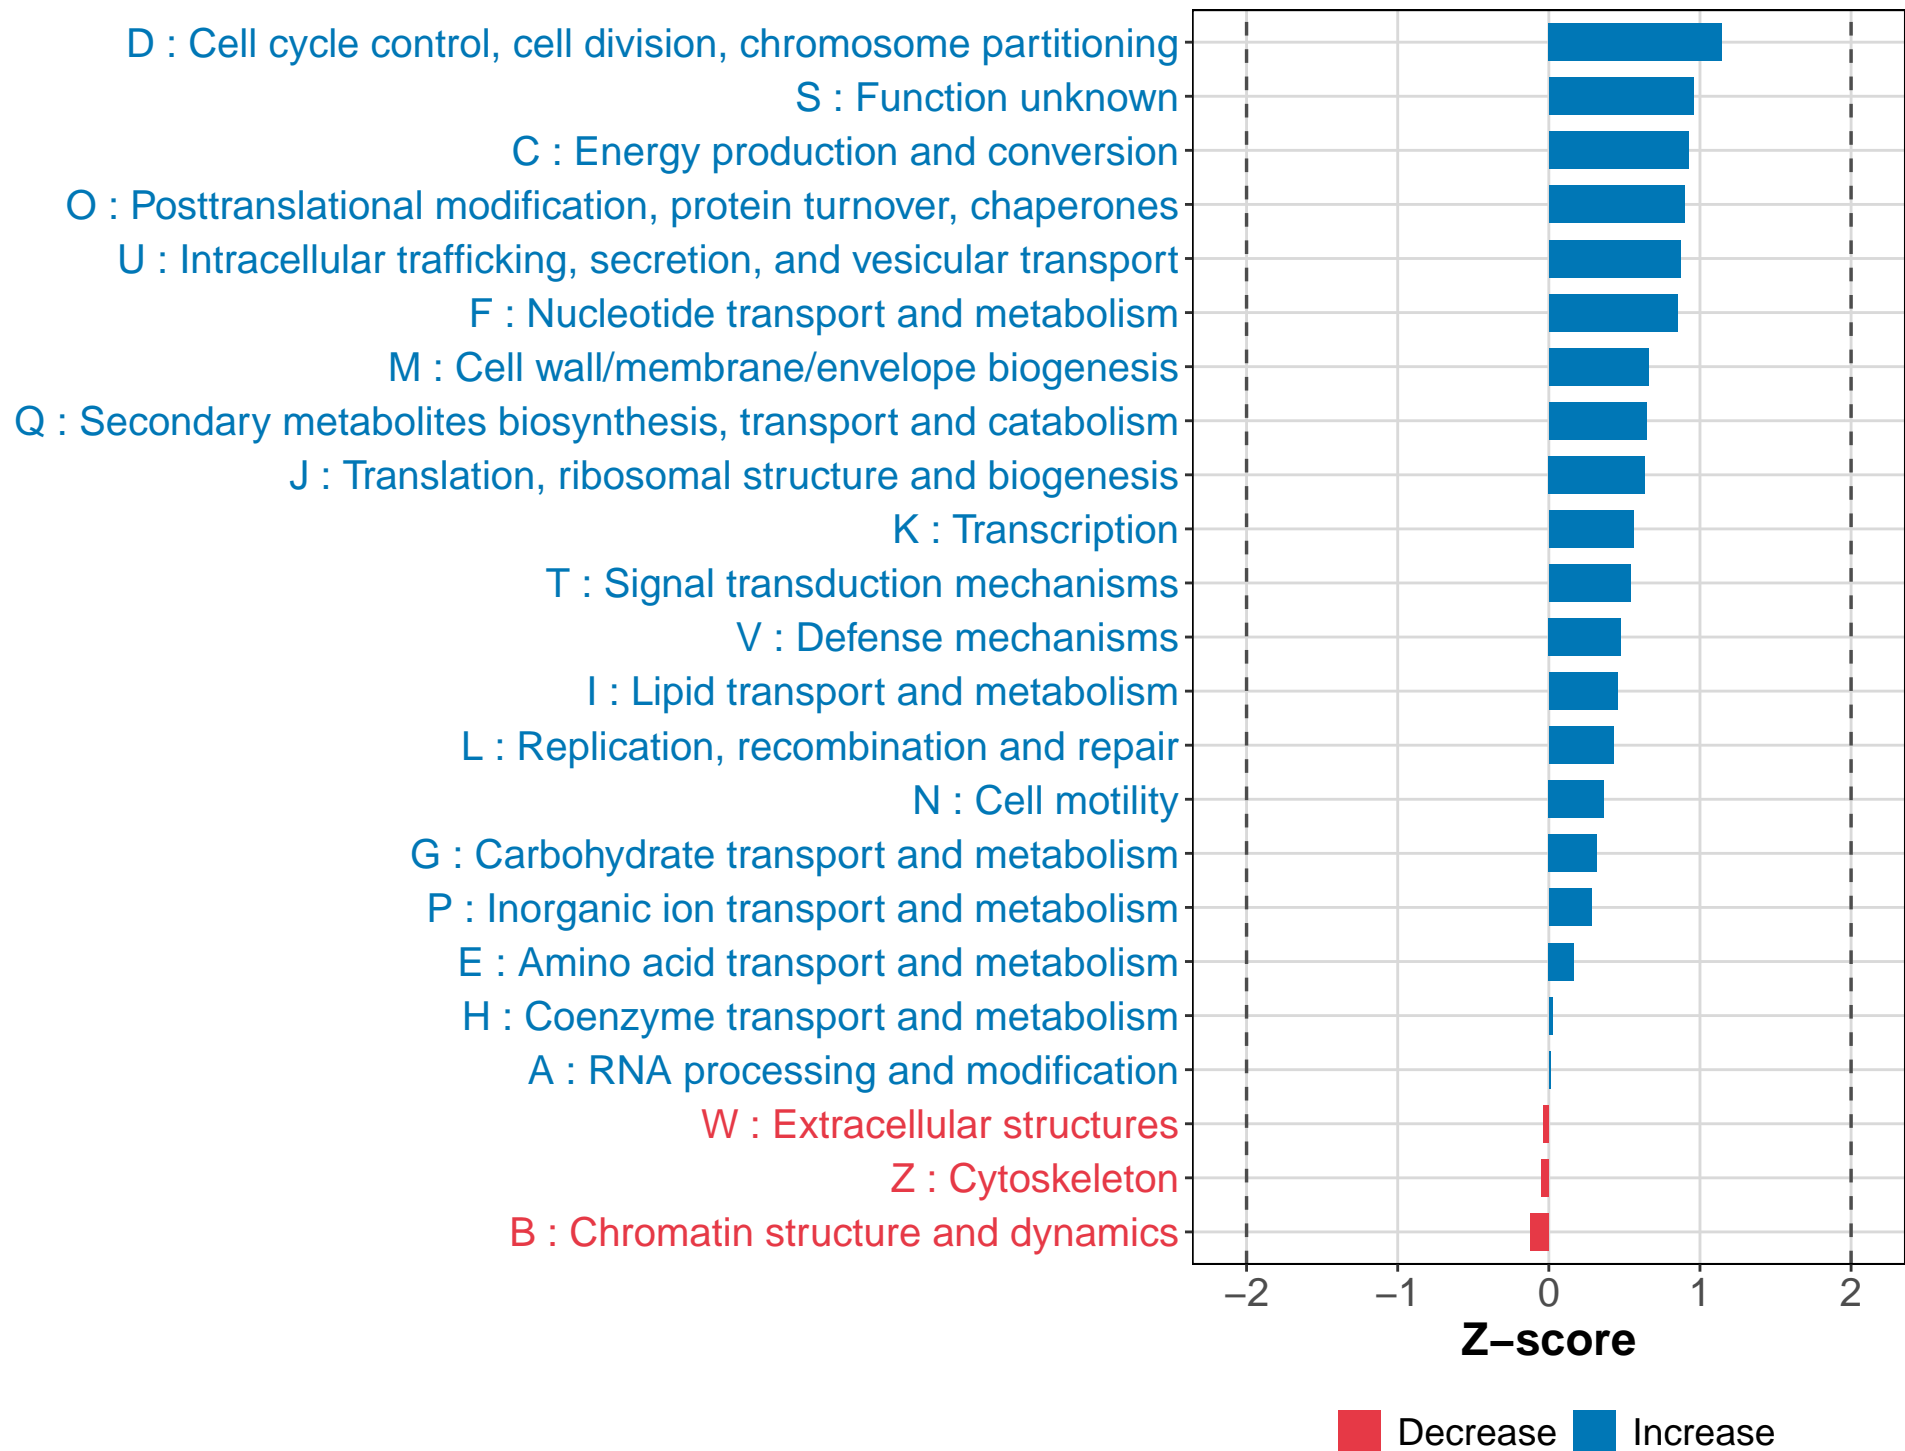 D : Cell cycle control, cell division, chromosome partitioning
S : Function unknown
C : Energy production and conversion
O : Posttranslational modification, protein turnover, chaperones
U : Intracellular trafficking, secretion, and vesicular transport
F : Nucleotide transport and metabolism
M : Cell wall/membrane/envelope biogenesis
Q : Secondary metabolites biosynthesis, transport and catabolism
J : Translation, ribosomal structure and biogenesis
K : Transcription
T : Signal transduction mechanisms
V : Defense mechanisms
I : Lipid transport and metabolism
L : Replication, recombination and repair
N : Cell motility
G : Carbohydrate transport and metabolism
P : Inorganic ion transport and metabolism
E : Amino acid transport and metabolism
H : Coenzyme transport and metabolism
A : RNA processing and modification
W : Extracellular structures
Z : Cytoskeleton
B : Chromatin structure and dynamics
−2 −1 0 1 2
Z−score
Decrease Increase